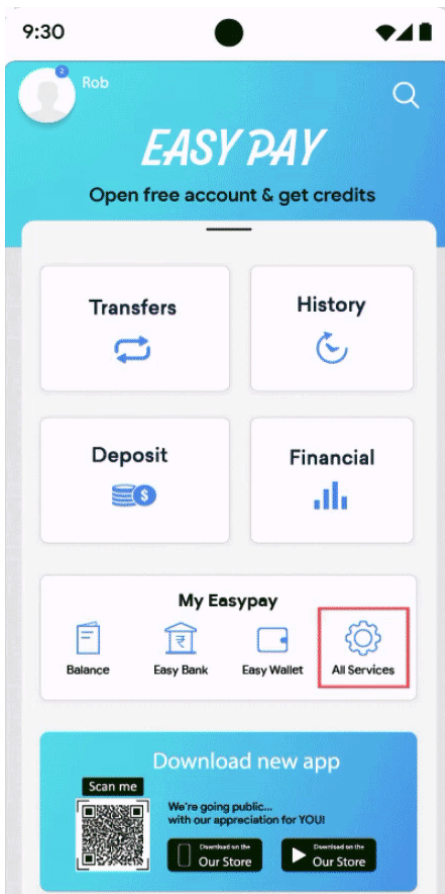 9:30
2
Rob
EASY PAY
Open free account & get credits
Transfers
History
Deposit
$
Financial
My Easypay
₹
Balance
Easy Bank
Easy Wallet
All Services
Download new app
Scan me
We're going public...
with our appreciation for YOU!
Download on the
Our Store
Download on the
Our Store